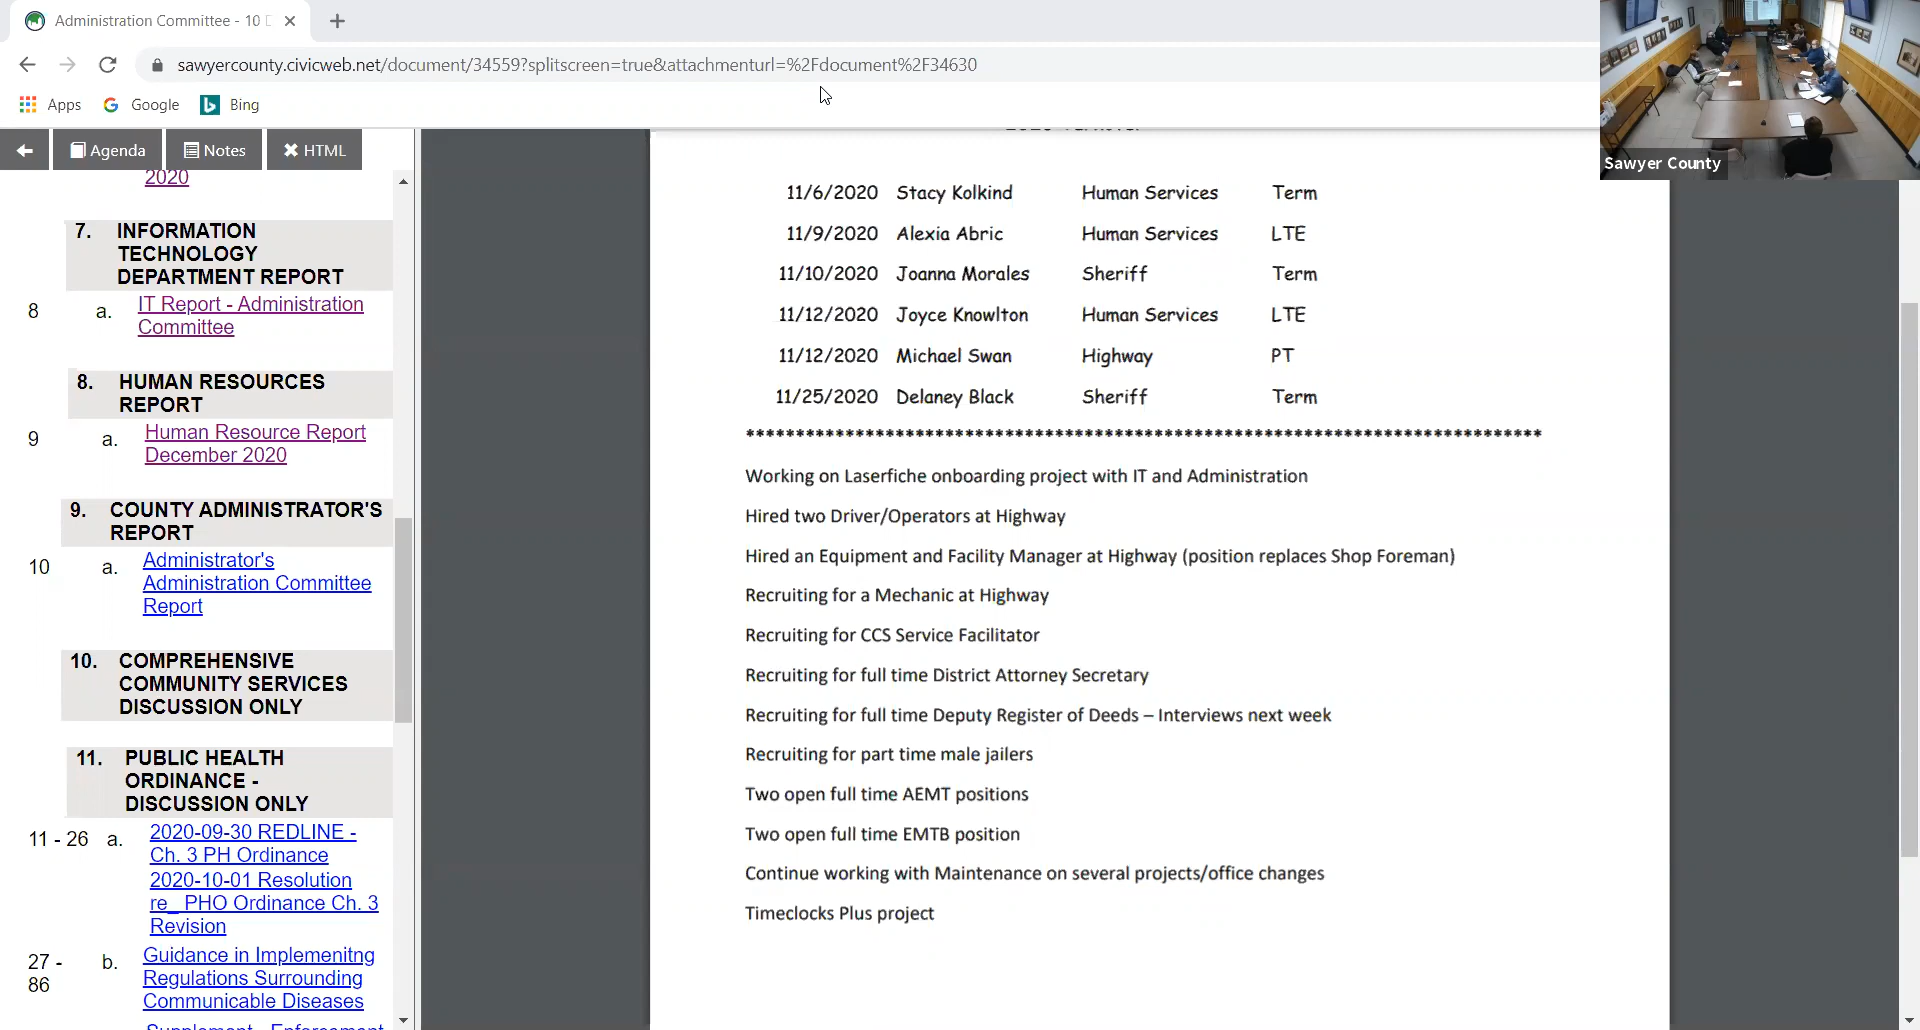 Administration Committee - 10 D
sawyercounty.civicweb.net/document/34559?splitscreen=true&attachmenturl=%2Fdocument%2F34630
Apps Google Bing
Agenda Notes HTML
2020
7. INFORMATION
TECHNOLOGY
DEPARTMENT REPORT
8 a. IT Report - Administration
Committee
8. HUMAN RESOURCES
REPORT
9 a. Human Resource Report
December 2020
9. COUNTY ADMINISTRATOR'S
REPORT
10 a. Administrator's
Administration Committee
Report
10. COMPREHENSIVE
COMMUNITY SERVICES
DISCUSSION ONLY
11. PUBLIC HEALTH
ORDINANCE -
DISCUSSION ONLY
11 - 26 a. 2020-09-30 REDLINE -
Ch. 3 PH Ordinance
2020-10-01 Resolution
re_ PHO Ordinance Ch. 3
Revision
27 - 86 b. Guidance in Implemenitng
Regulations Surrounding
Communicable Diseases
Supplement - Enforcement
11/6/2020 Stacy Kolkind Human Services Term
11/9/2020 Alexia Abric Human Services LTE
11/10/2020 Joanna Morales Sheriff Term
11/12/2020 Joyce Knowlton Human Services LTE
11/12/2020 Michael Swan Highway PT
11/25/2020 Delaney Black Sheriff Term
********************************************************************************
Working on Laserfiche onboarding project with IT and Administration
Hired two Driver/Operators at Highway
Hired an Equipment and Facility Manager at Highway (position replaces Shop Foreman)
Recruiting for a Mechanic at Highway
Recruiting for CCS Service Facilitator
Recruiting for full time District Attorney Secretary
Recruiting for full time Deputy Register of Deeds – Interviews next week
Recruiting for part time male jailers
Two open full time AEMT positions
Two open full time EMTB position
Continue working with Maintenance on several projects/office changes
Timeclocks Plus project
Sawyer County